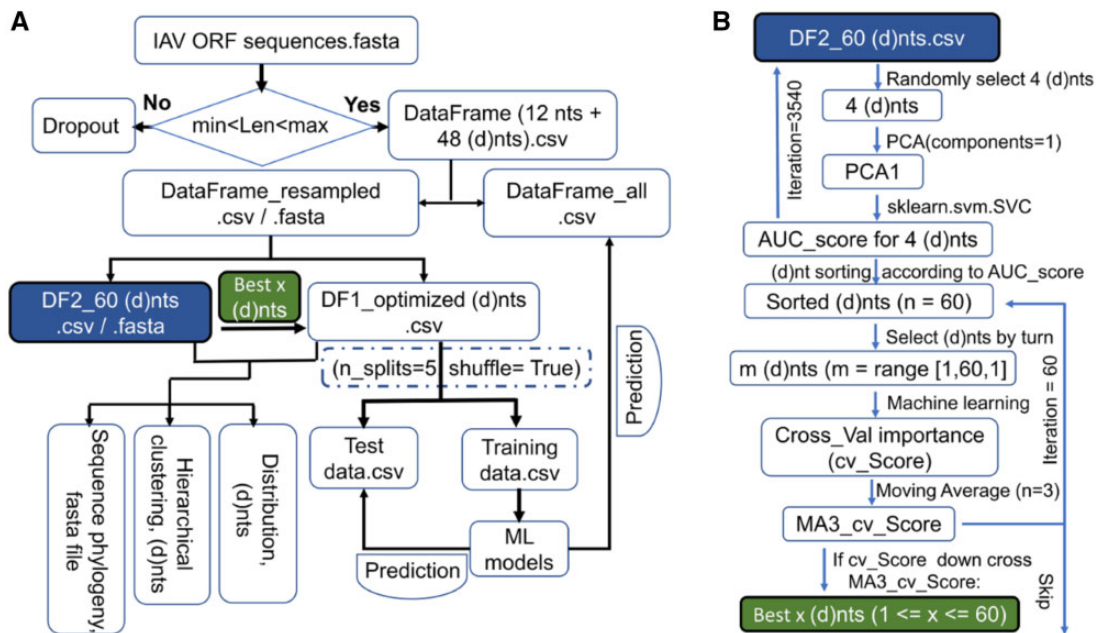 A
IAV ORF sequences.fasta
No
Yes
Dropout
min<Len<max
DataFrame (12 nts +
48 (d)nts).csv
DataFrame_resampled
.csv / .fasta
DataFrame_all
.csv
DF2_60 (d)nts
.csv / .fasta
Best x
(d)nts
DF1_optimized (d)nts
.csv
(n_splits=5 shuffle= True)
Prediction
Sequence phylogeny,
fasta file
Hierarchical
clustering, (d)nts
Distribution,
(d)nts
Test
data.csv
Training
data.csv
ML
models
Prediction
B
DF2_60 (d)nts.csv
Randomly select 4 (d)nts
4 (d)nts
Iteration=3540
PCA(components=1)
PCA1
sklearn.svm.SVC
AUC_score for 4 (d)nts
(d)nt sorting according to AUC_score
Sorted (d)nts (n = 60)
Select (d)nts by turn
m (d)nts (m = range [1,60,1]
Iteration = 60
Machine learning
Cross_Val importance
(cv_Score)
Moving Average (n=3)
MA3_cv_Score
If cv_Score down cross
MA3_cv_Score:
Skip
Best x (d)nts (1 <= x <= 60)